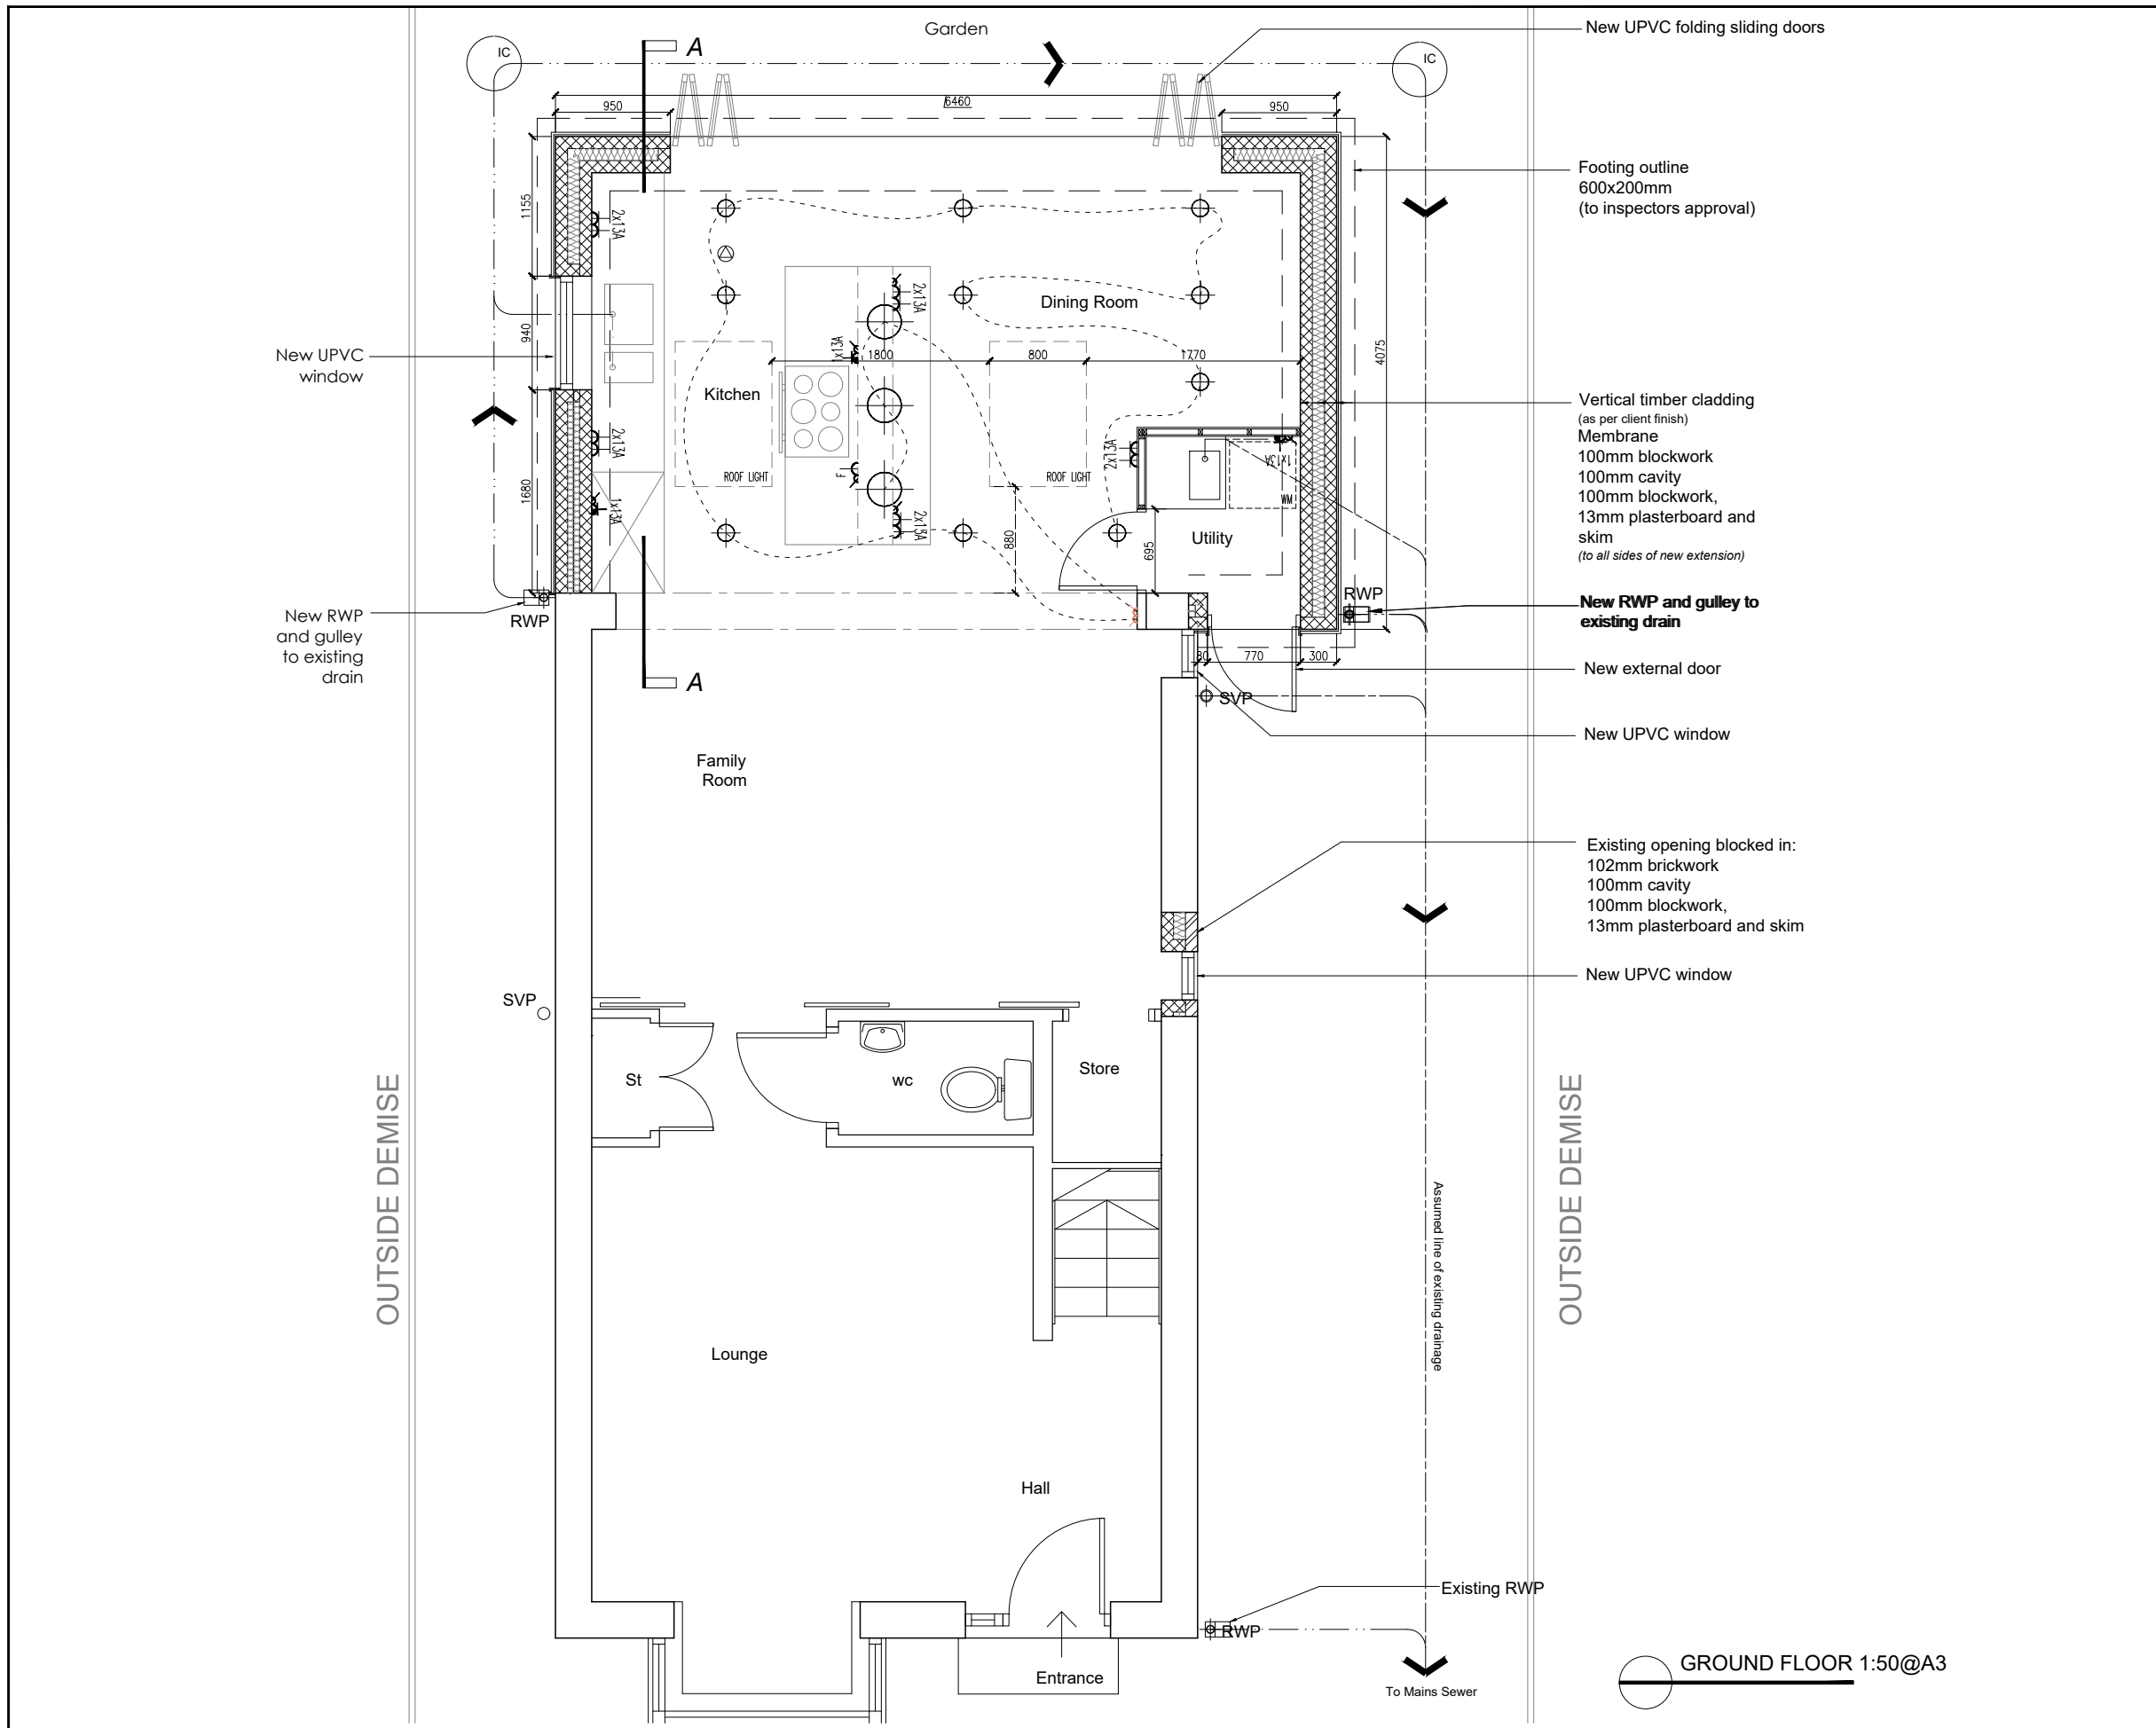 Garden
New UPVC folding sliding doors
A
IC
IC
950
6460
950
Footing outline
600x200mm
(to inspectors approval)
1155
2x13A
2x13A
Dining Room
940
New UPVC
window
1x13A
1800
800
1770
4075
Kitchen
Vertical timber cladding
(as per client finish)
Membrane
100mm blockwork
100mm cavity
100mm blockwork,
13mm plasterboard and
skim
(to all sides of new extension)
2x13A
2x13A
1x13A
1680
ROOF LIGHT
F
ROOF LIGHT
WM
1x13A
2x13A
880
695
Utility
New RWP
and gulley
to existing
drain
RWP
RWP
New RWP and gulley to
existing drain
80
770
300
New external door
A
SVP
New UPVC window
Family
Room
Existing opening blocked in:
102mm brickwork
100mm cavity
100mm blockwork,
13mm plasterboard and skim
New UPVC window
SVP
St
wc
Store
OUTSIDE DEMISE
OUTSIDE DEMISE
Assumed line of existing drainage
Lounge
Hall
Existing RWP
RWP
Entrance
To Mains Sewer
GROUND FLOOR 1:50@A3